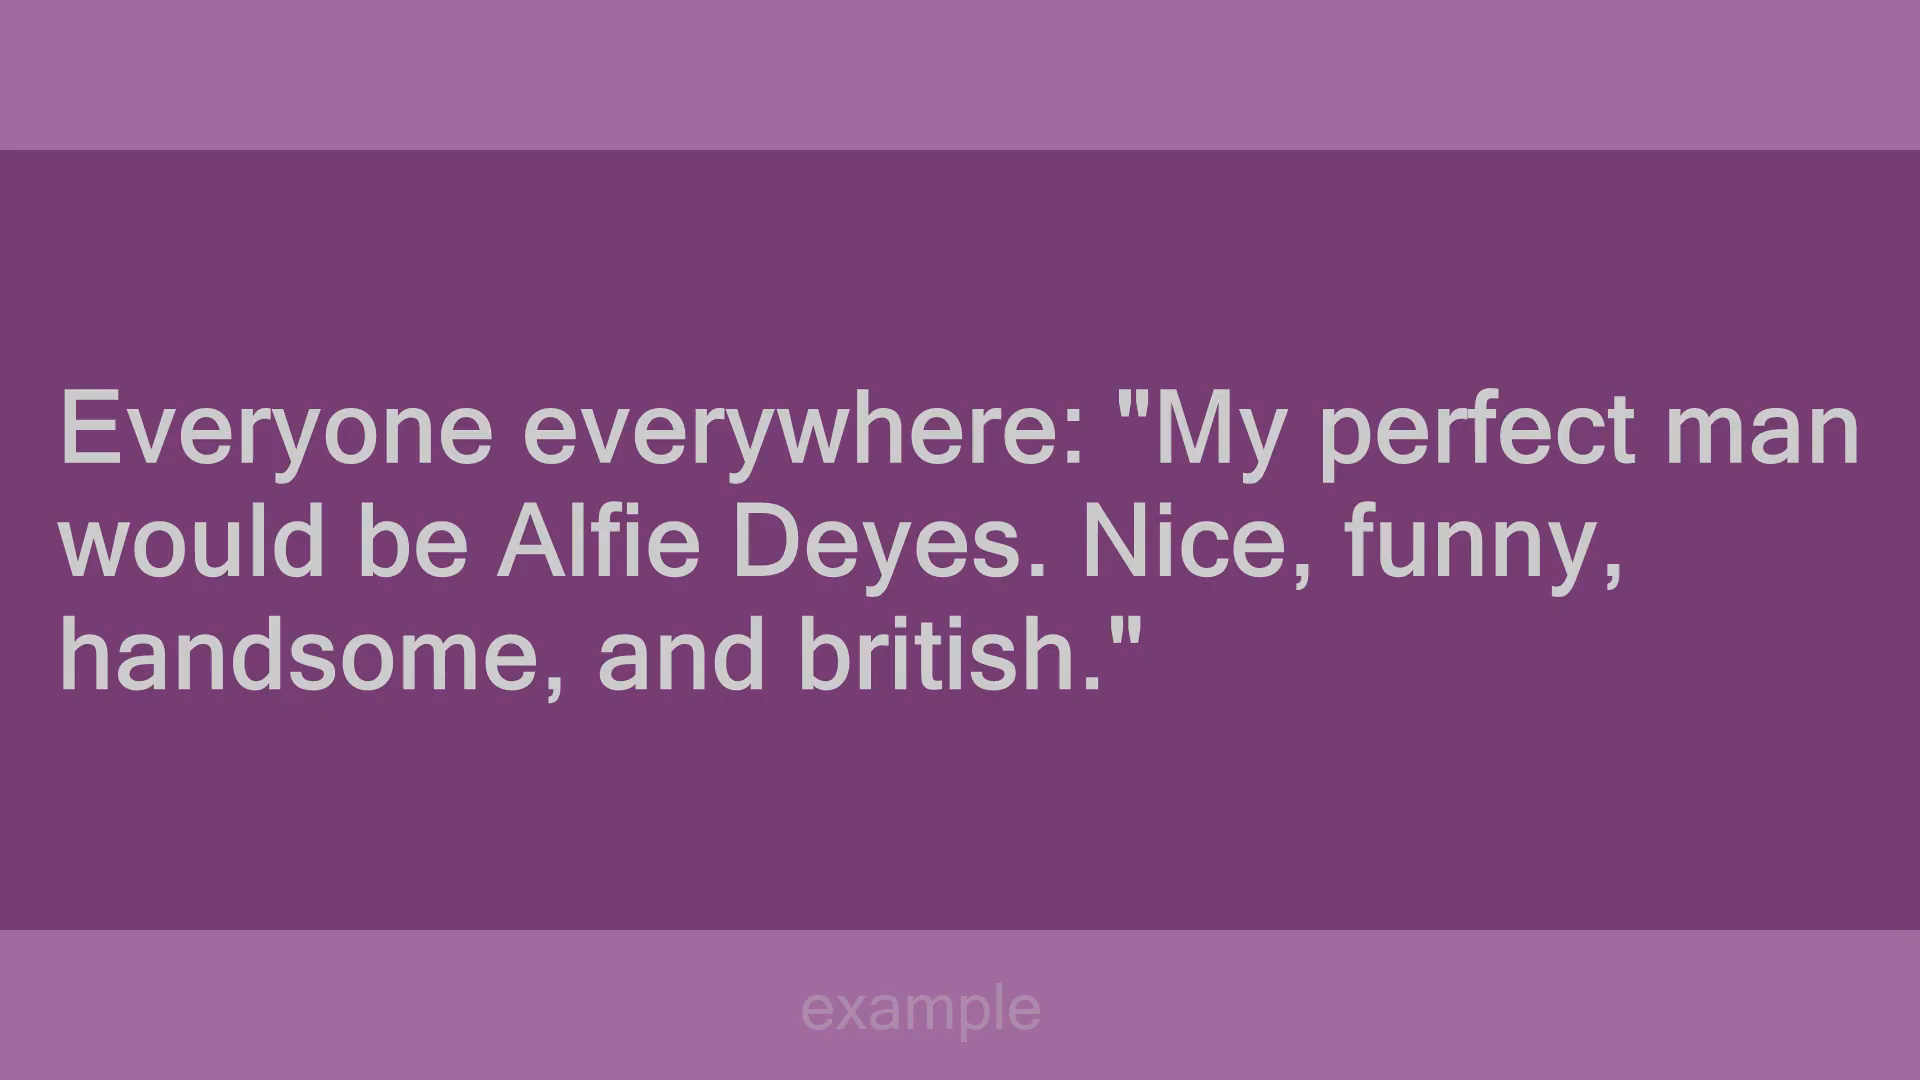 Everyone everywhere: "My perfect man
would be Alfie Deyes. Nice, funny,
handsome, and british."
example